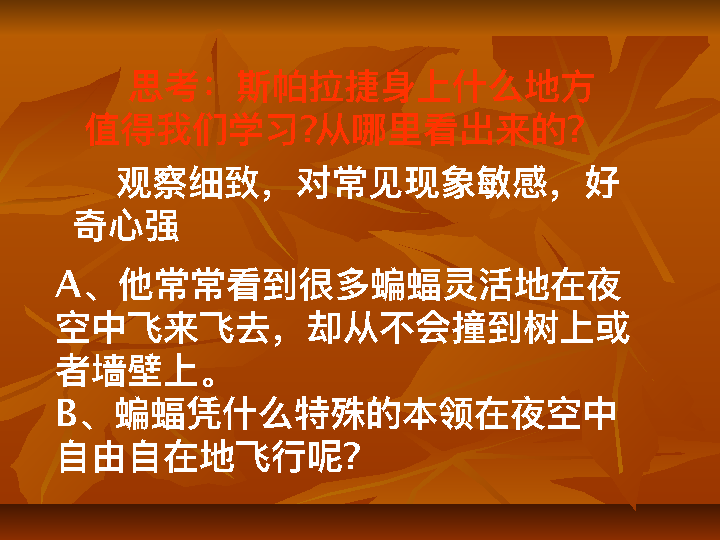 思考：斯帕拉捷身上什么地方
值得我们学习?从哪里看出来的?
观察细致，对常见现象敏感，好
奇心强
A、他常常看到很多蝙蝠灵活地在夜
空中飞来飞去，却从不会撞到树上或
者墙壁上。
B、蝙蝠凭什么特殊的本领在夜空中
自由自在地飞行呢?